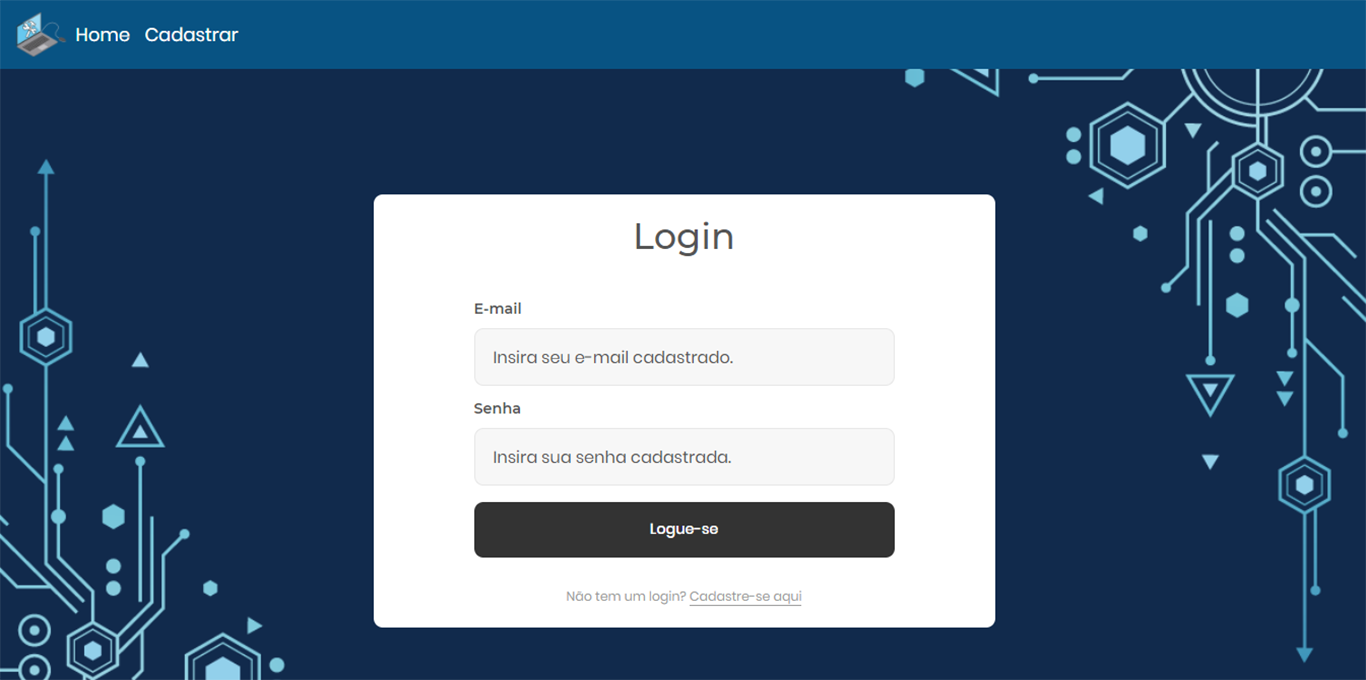 Home Cadastrar
Login
E-mail
Insira seu e-mail cadastrado.
Senha
Insira sua senha cadastrada.
Logue-se
Não tem um login? Cadastre-se aqui